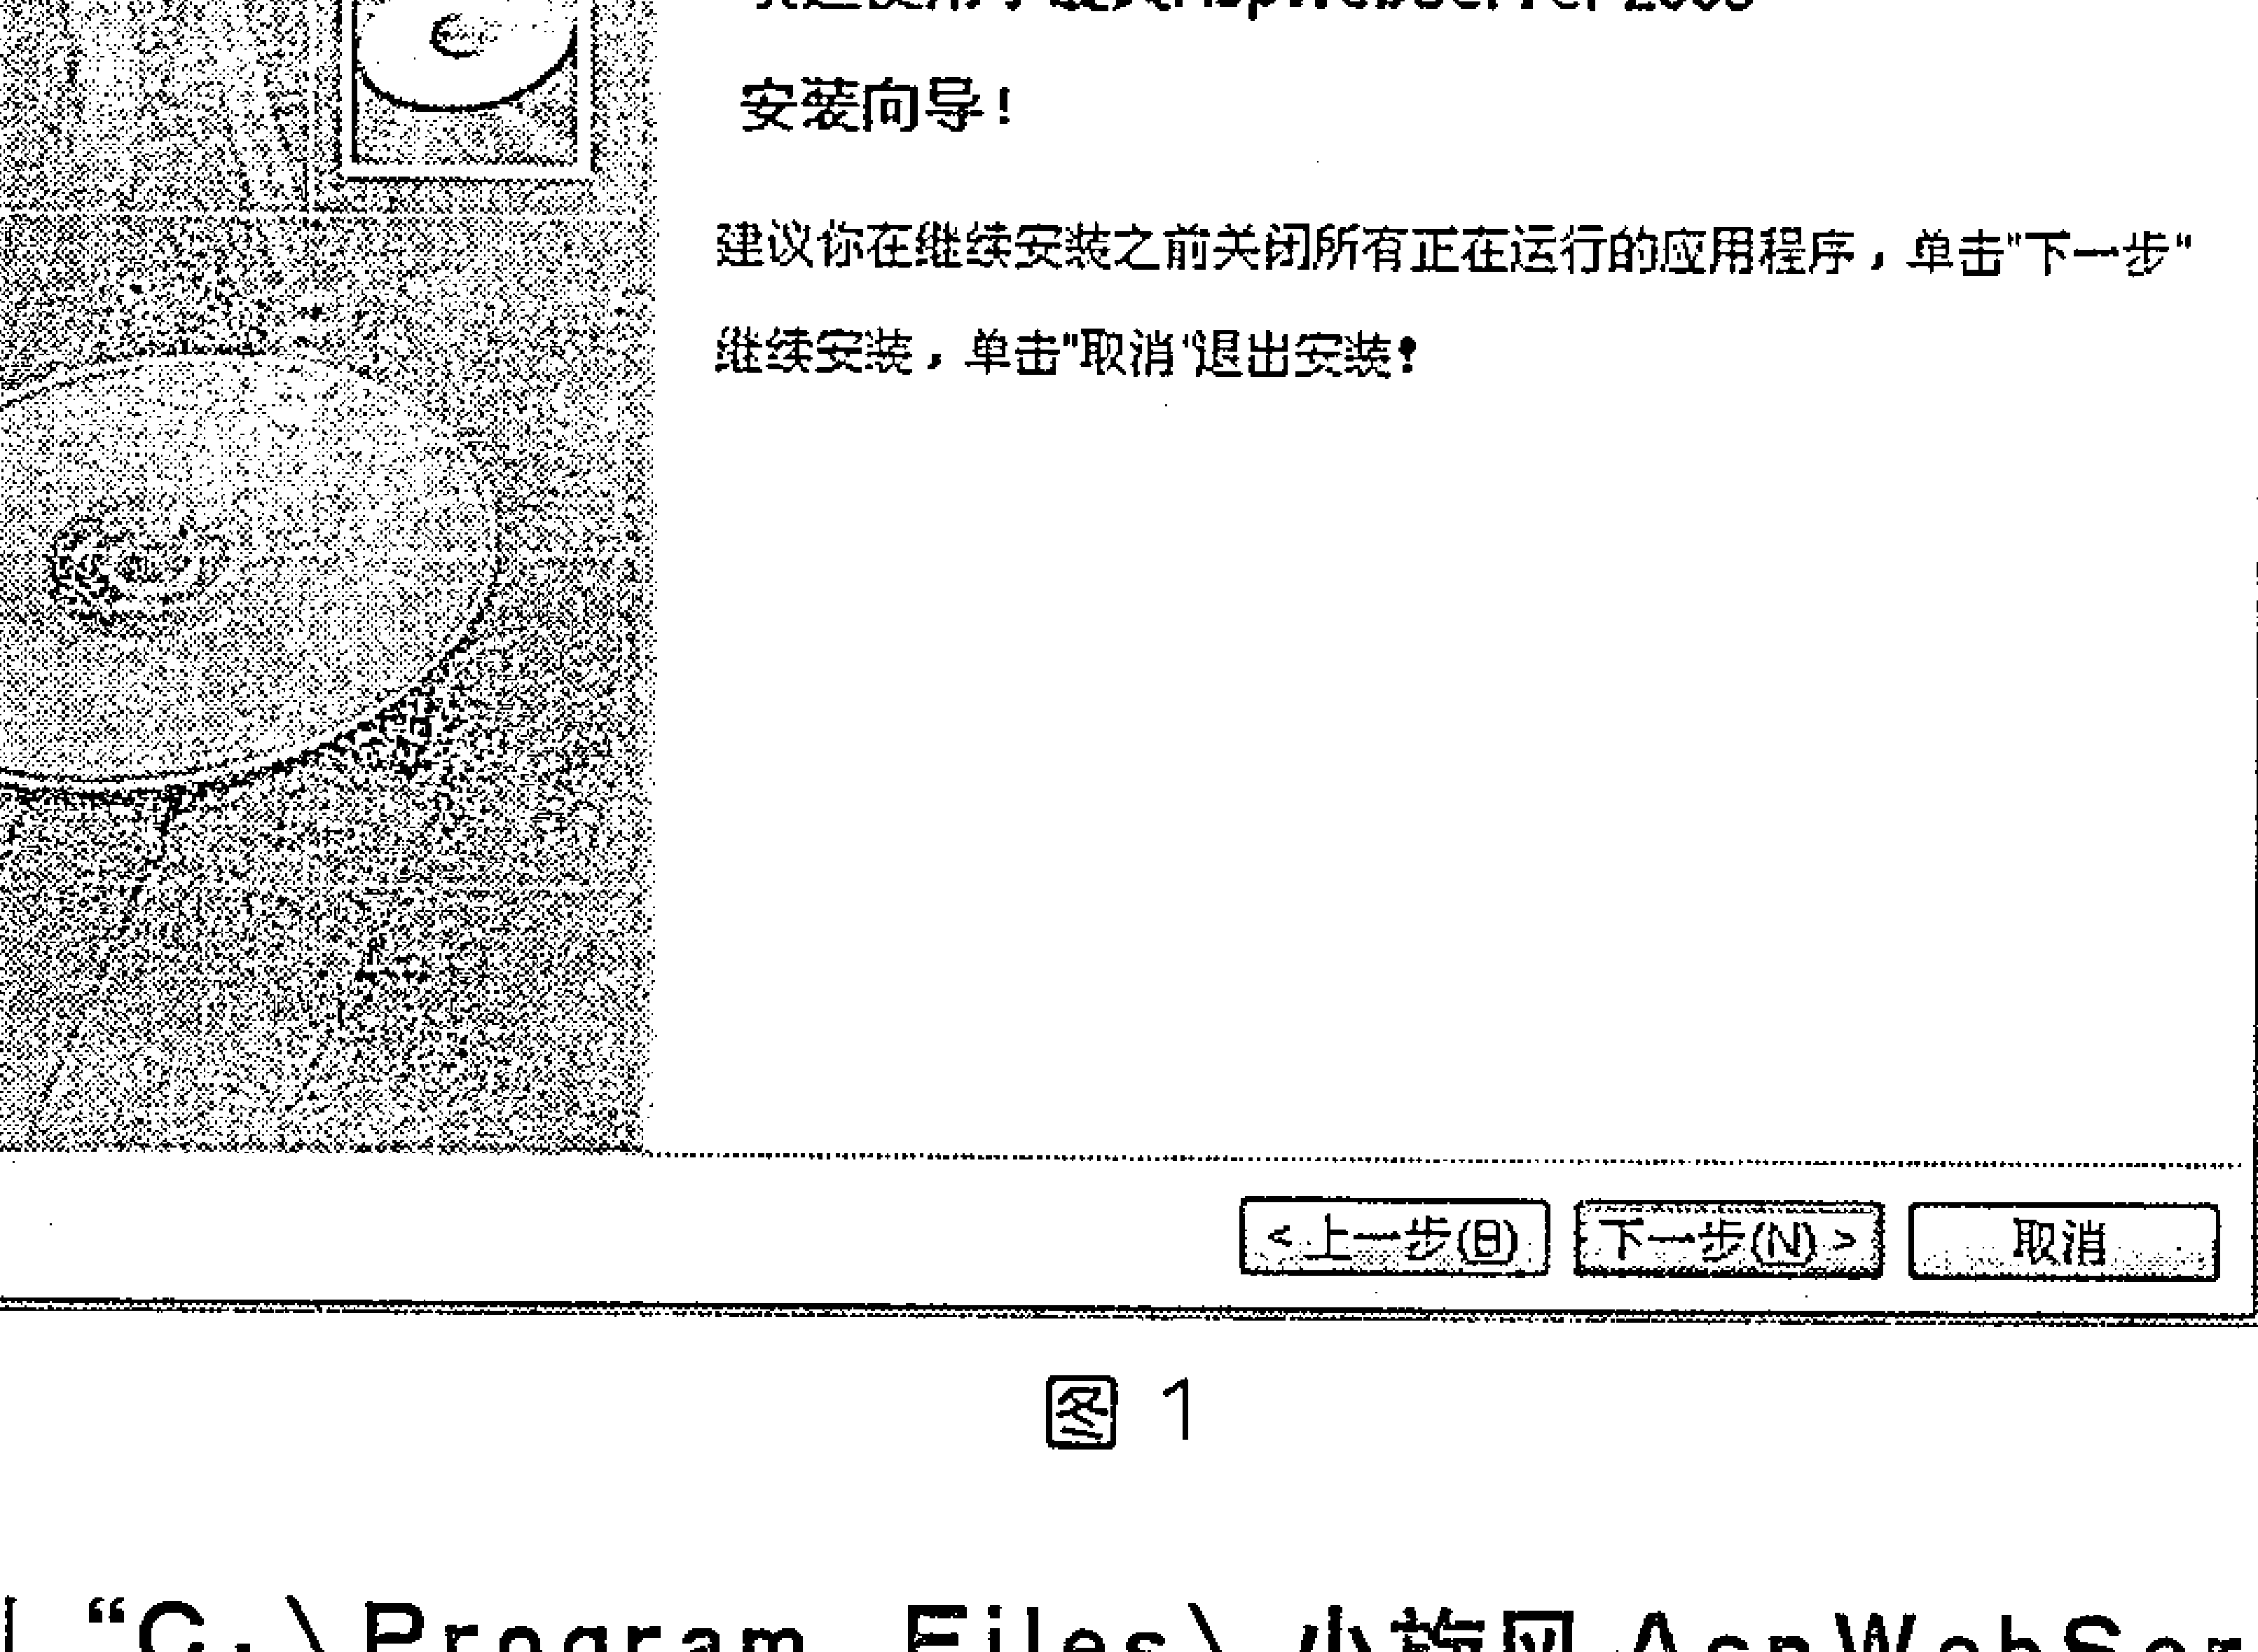 AspWebServer 2005
安装向导!
建议你在继续安装之前关闭所有正在运行的应用程序,单击"下一步"
继续安装,单击"取消"退出安装!
<上一步(B) 下一步(N)> 取消
图 1
“C:\Program Files\小旋风AspWebSer